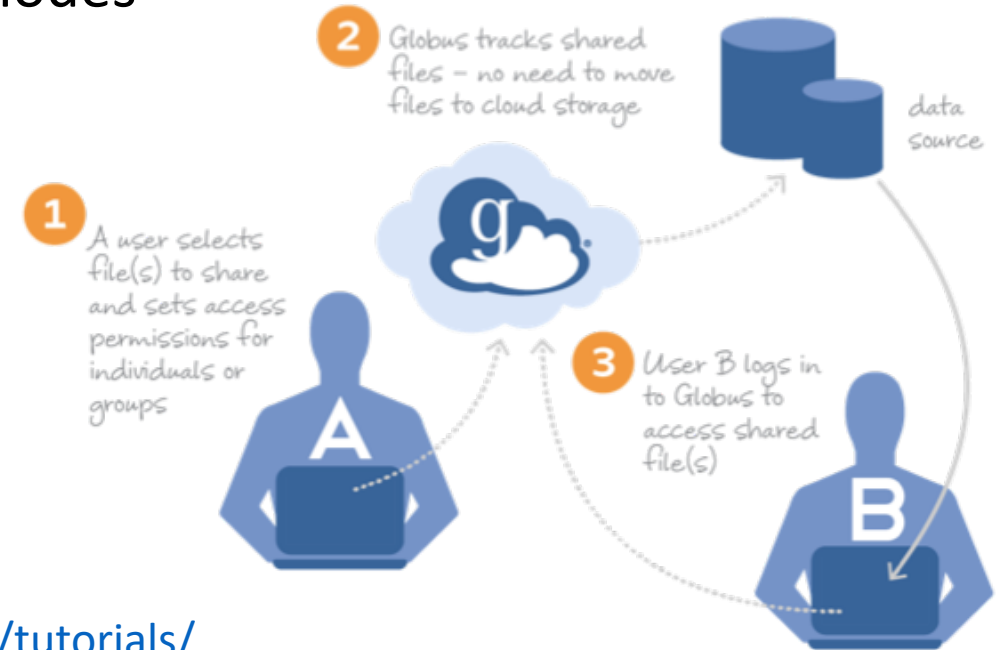 2
Globus tracks shared
files – no need to move
files to cloud storage
data
source
1
A user selects
file(s) to share
and sets access
permissions for
individuals or
groups
g
3
User B logs in
to Globus to
access shared
file(s)
A
B
/tutorials/